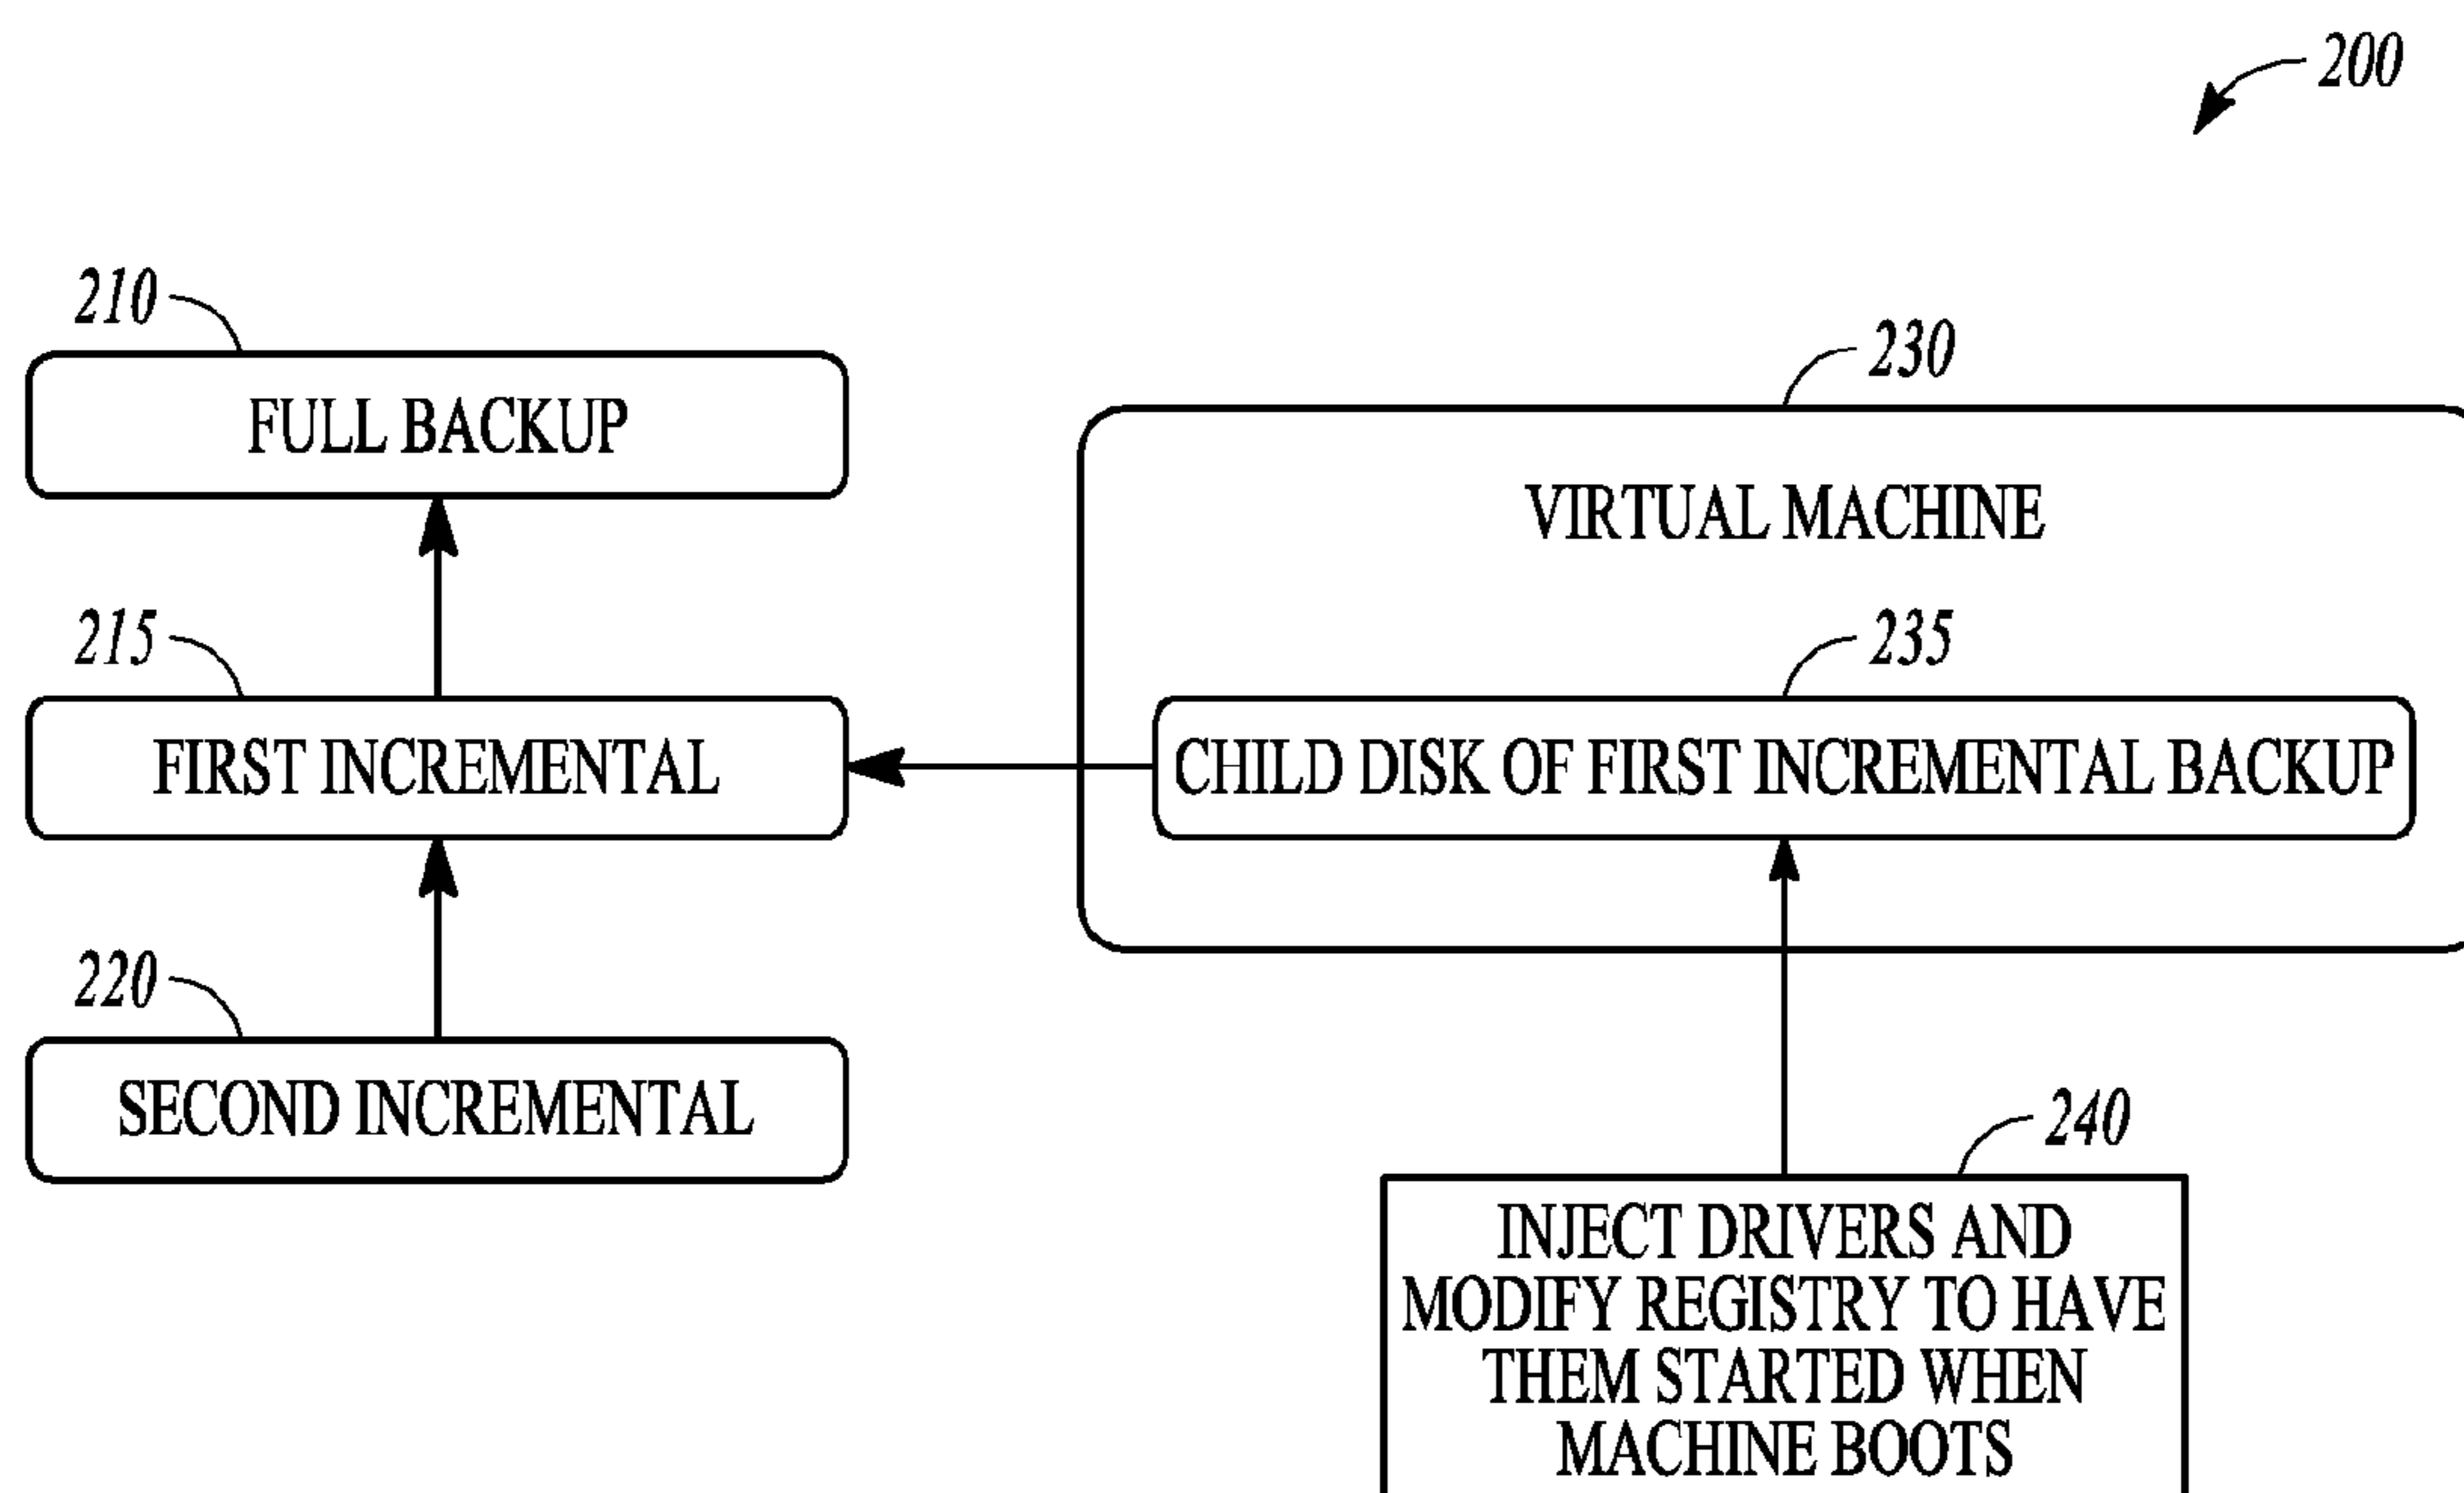 200
210
FULL BACKUP
230
VIRTUAL MACHINE
215
FIRST INCREMENTAL
235
CHILD DISK OF FIRST INCREMENTAL BACKUP
220
SECOND INCREMENTAL
240
INJECT DRIVERS AND
MODIFY REGISTRY TO HAVE
THEM STARTED WHEN
MACHINE BOOTS